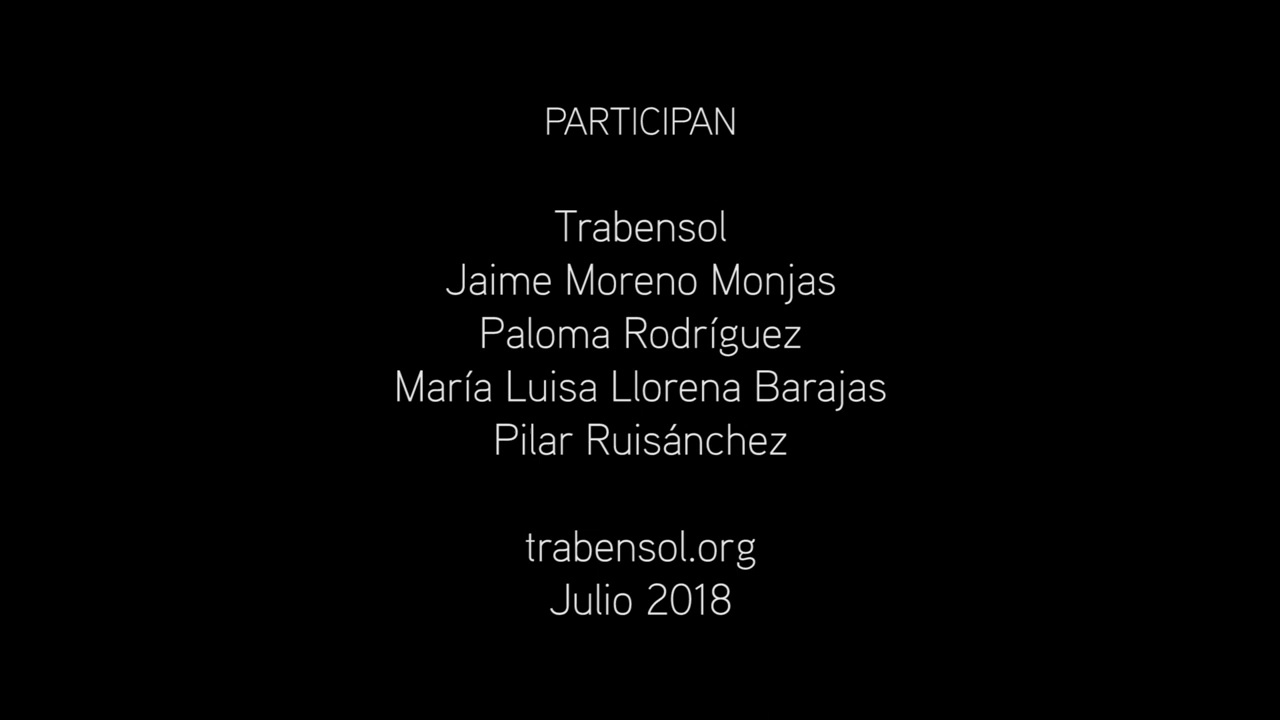 PARTICIPAN
Trabensol
Jaime Moreno Monjas
Paloma Rodríguez
María Luisa Llorena Barajas
Pilar Ruisánchez
trabensol.org
Julio 2018